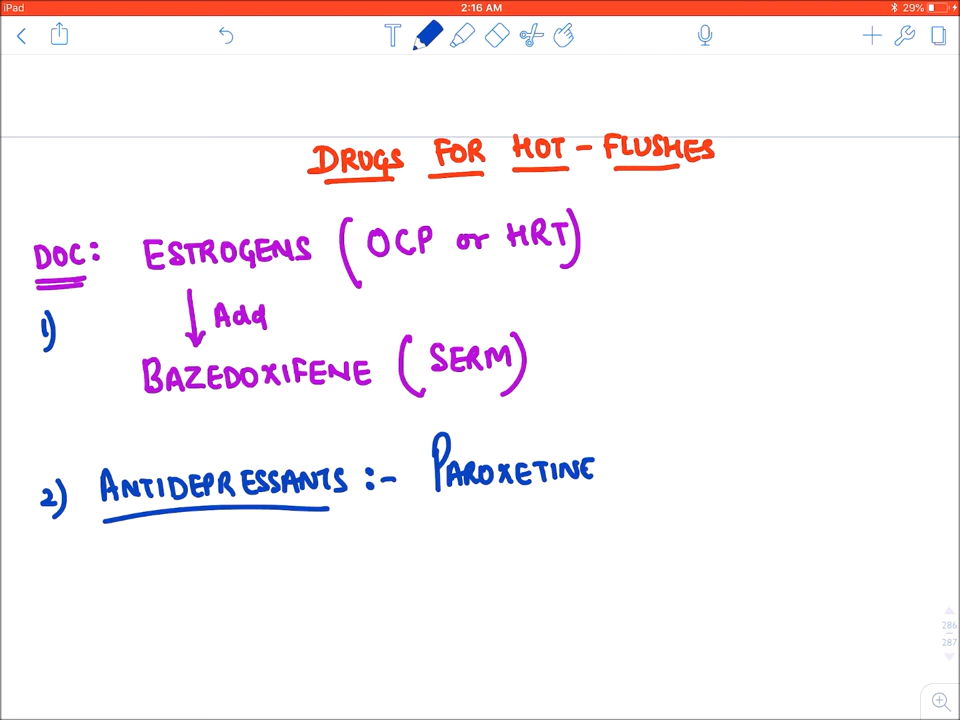 iPad 2:16 AM 29%
DRUGS FOR HOT-FLUSHES
DOC: ESTROGENS (OCP or HRT)
1) ↓ Add
BAZEDOXIFENE (SERM)
2) ANTIDEPRESSANTS :- PAROXETINE
286
287